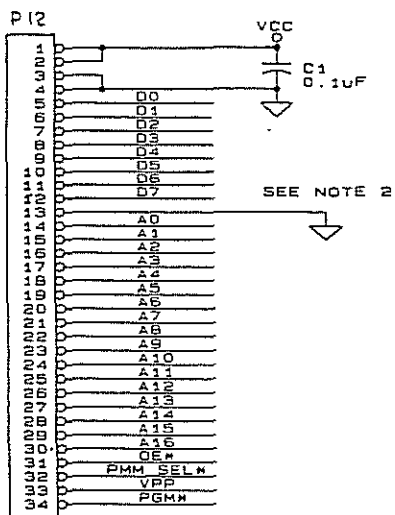 P12
VCC
1
2
3
4
C1
0.1uF
5 D0
6 D1
7 D2
8 D3
9 D4
10 D5
11 D6
12 D7
SEE NOTE 2
13
14 A0
15 A1
16 A2
17 A3
18 A4
19 A5
20 A6
21 A7
22 A8
23 A9
24 A10
25 A11
26 A12
27 A13
28 A14
29 A15
30 A16
31 OE*
32 PMM SEL*
33 VPP
34 PGM*